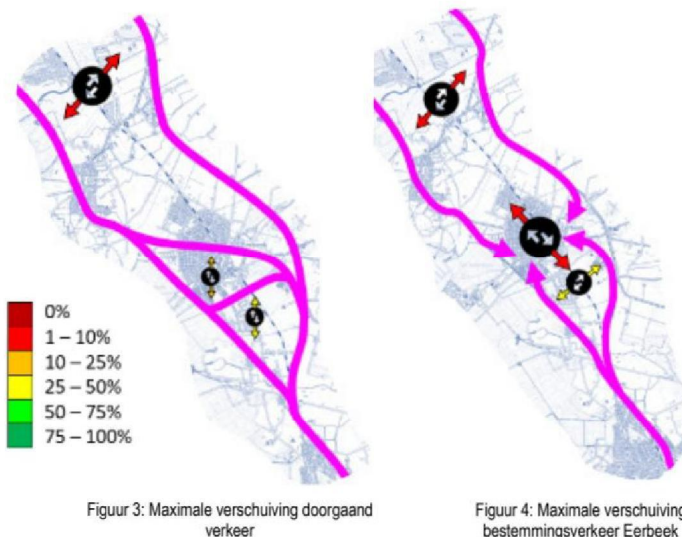 0%
1 – 10%
10 – 25%
25 – 50%
50 – 75%
75 – 100%
Figuur 3: Maximale verschuiving doorgaand
verkeer
Figuur 4: Maximale verschuiving
bestemmingsverkeer Eerbeek